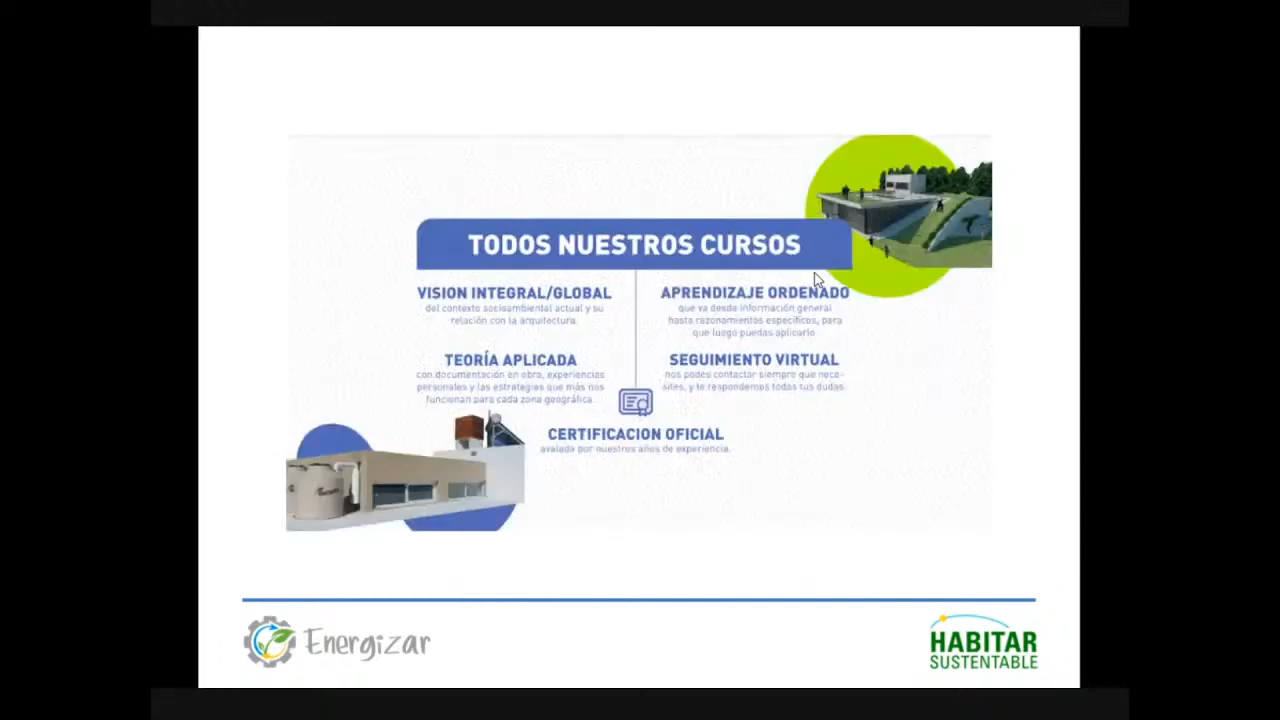 TODOS NUESTROS CURSOS
VISION INTEGRAL/GLOBAL
del contexto socioambiental actual y su
relación con la arquitectura.
APRENDIZAJE ORDENADO
que va desde información general
hasta razonamientos específicos, para
que luego puedas aplicarlo.
TEORÍA APLICADA
con documentación en obra, experiencias
personales y las estrategias que más nos
funcionan para cada zona geográfica.
SEGUIMIENTO VIRTUAL
nos podes contactar siempre que nece-
sites, y te respondemos todas tus dudas.
CERTIFICACION OFICIAL
avalada por nuestros años de experiencia.
Energizar
HABITAR
SUSTENTABLE